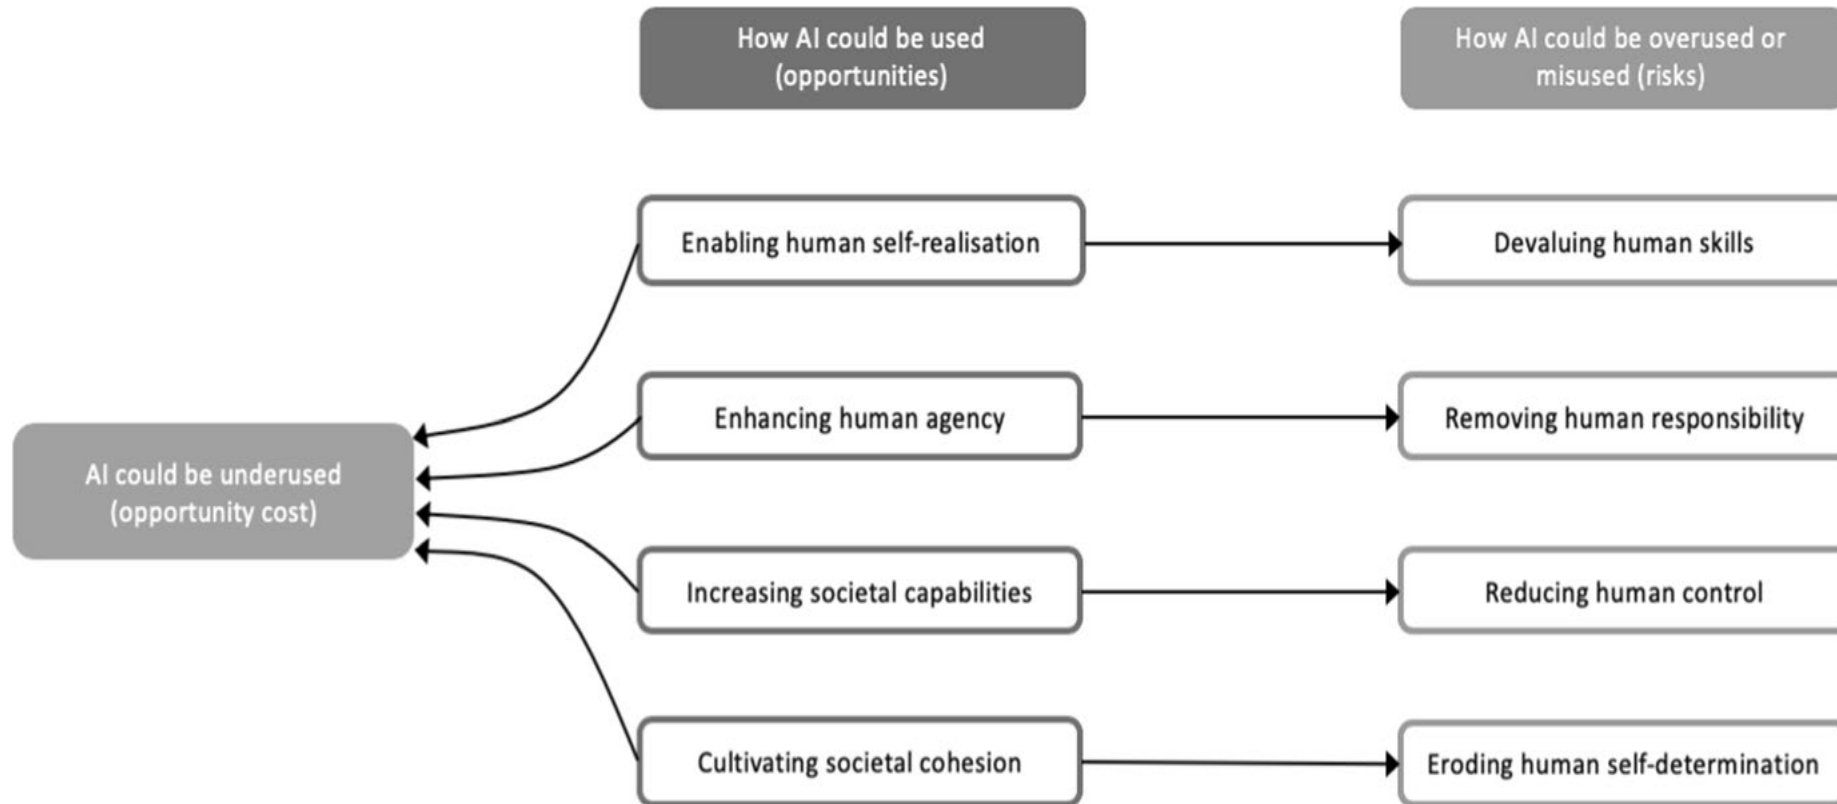 How AI could be used
(opportunities)
How AI could be overused or
misused (risks)
Enabling human self-realisation
Devaluing human skills
Enhancing human agency
Removing human responsibility
AI could be underused
(opportunity cost)
Increasing societal capabilities
Reducing human control
Cultivating societal cohesion
Eroding human self-determination